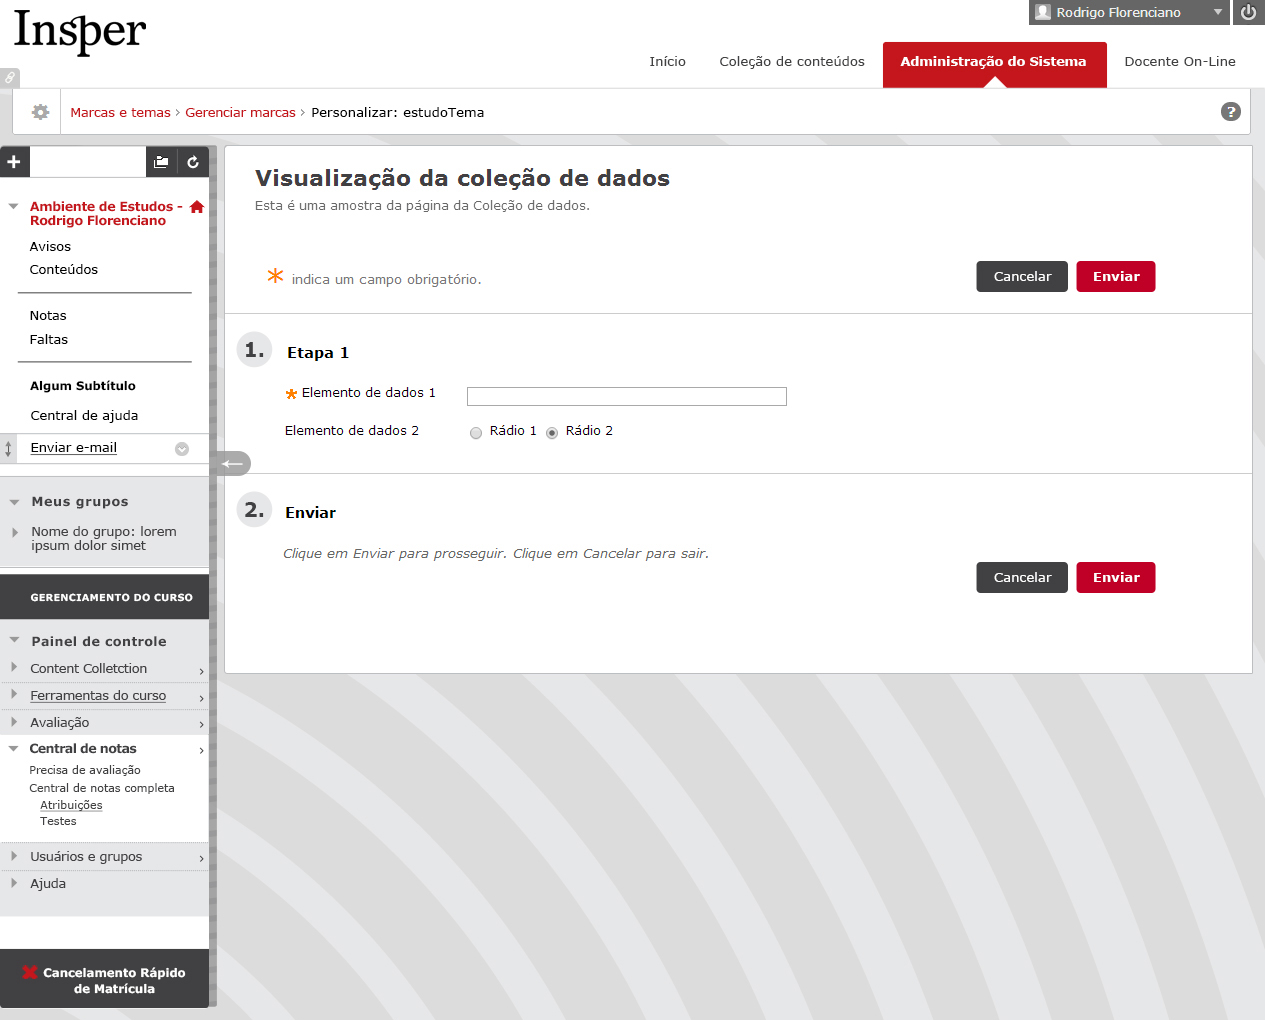 Insper
Rodrigo Florenciano
Início
Coleção de conteúdos
Administração do Sistema
Docente On-Line
Marcas e temas › Gerenciar marcas › Personalizar: estudoTema
?
Ambiente de Estudos -
Rodrigo Florenciano
Avisos
Conteúdos
Notas
Faltas
Algum Subtítulo
Central de ajuda
Enviar e-mail
Meus grupos
Nome do grupo: lorem
ipsum dolor simet
GERENCIAMENTO DO CURSO
Painel de controle
Content Colletction
Ferramentas do curso
Avaliação
Central de notas
Precisa de avaliação
Central de notas completa
Atribuições
Testes
Usuários e grupos
Ajuda
Cancelamento Rápido
de Matrícula
Visualização da coleção de dados
Esta é uma amostra da página da Coleção de dados.
* indica um campo obrigatório.
Cancelar
Enviar
1. Etapa 1
* Elemento de dados 1
Elemento de dados 2
Rádio 1
Rádio 2
2. Enviar
Clique em Enviar para prosseguir. Clique em Cancelar para sair.
Cancelar
Enviar